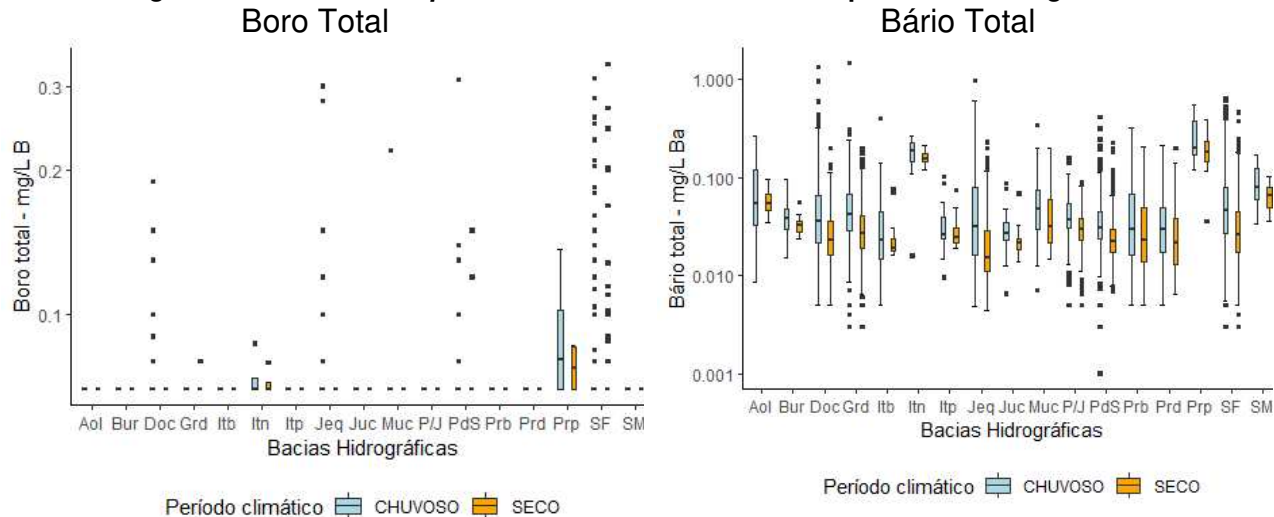 Boro Total
Boro total - mg/L B
0.3
0.2
0.1
Aol Bur Doc Grd Itb Itn Itp Jeq Juc Muc P/J PdS Prb Prd Prp SF SM
Bacias Hidrográficas
Período climático CHUVOSO SECO
Bário Total
Bário total - mg/L Ba
1.000
0.100
0.010
0.001
Aol Bur Doc Grd Itb Itn Itp Jeq Juc Muc P/J PdS Prb Prd Prp SF SM
Bacias Hidrográficas
Período climático CHUVOSO SECO